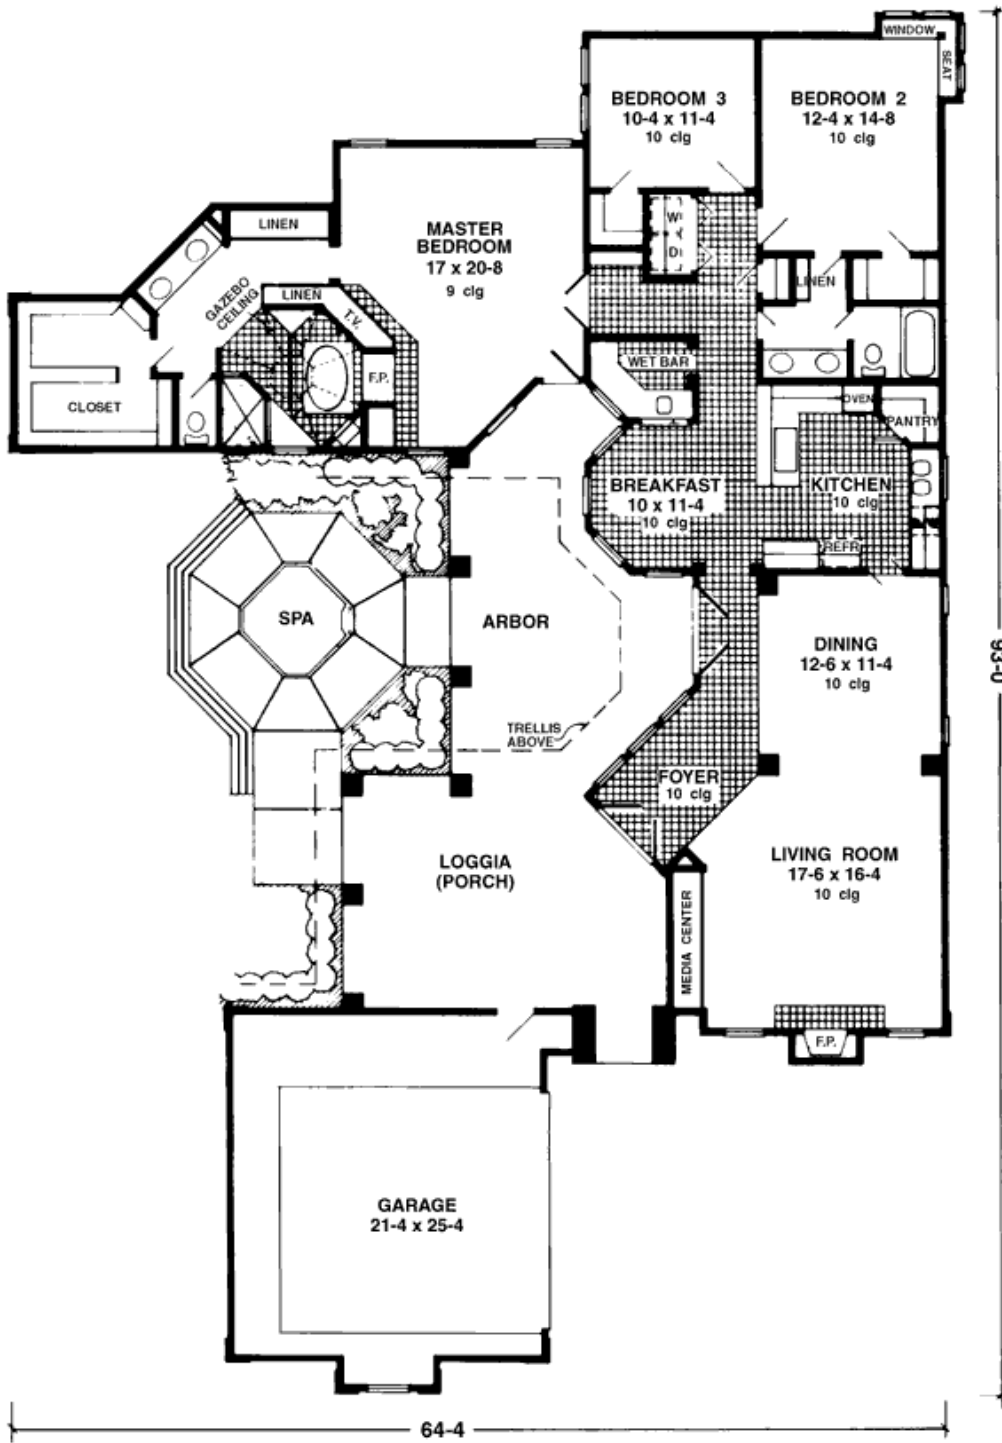 WINDOW
SEAT
BEDROOM 3
10-4 x 11-4
10 clg
BEDROOM 2
12-4 x 14-8
10 clg
LINEN
MASTER
BEDROOM
17 x 20-8
9 clg
W
D
LINEN
GAZEBO
CEILING
LINEN
T.V.
F.P.
WET BAR
CLOSET
OVEN
PANTRY
BREAKFAST
10 x 11-4
10 clg
KITCHEN
10 clg
REFR
SPA
ARBOR
DINING
12-6 x 11-4
10 clg
93-0
TRELLIS
ABOVE
FOYER
10 clg
LOGGIA
(PORCH)
LIVING ROOM
17-6 x 16-4
10 clg
MEDIA CENTER
F.P.
GARAGE
21-4 x 25-4
64-4